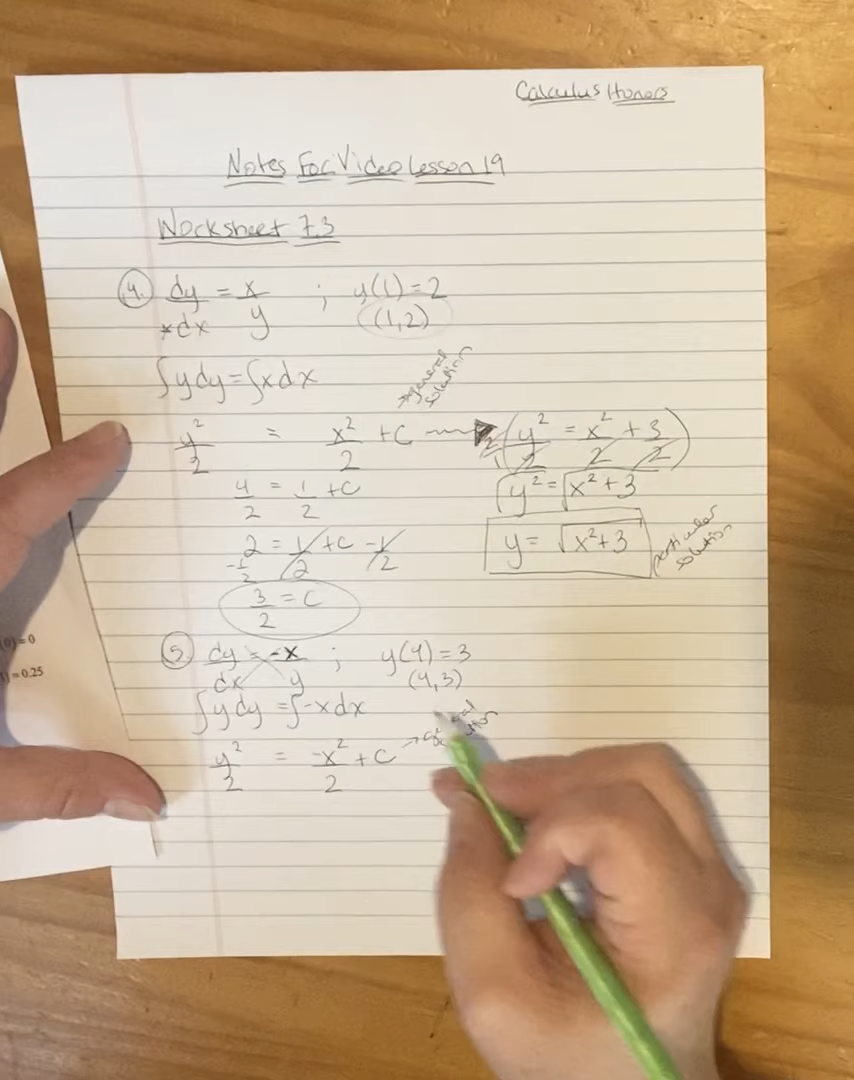 Calculus Honors
Notes For Video Lesson 19
Worksheet 7.3
4. dy/dx = x/y ; y(1) = 2
* (1,2)
∫ y dy = ∫ x dx
y²/2 = x²/2 + C → general solution
4/2 = 1/2 + C
-1/2 2 = 1/2 + C - 1/2
3/2 = C
2/1 (y²/2 = x²/2 + 3/2)
√y² = √x² + 3
y = √x² + 3
particular solution
5. dy/dx = -x/y ; y(4) = 3
(4,3)
∫ y dy = ∫ -x dx
y²/2 = -x²/2 + C →
(0) = 0
) = 0.25